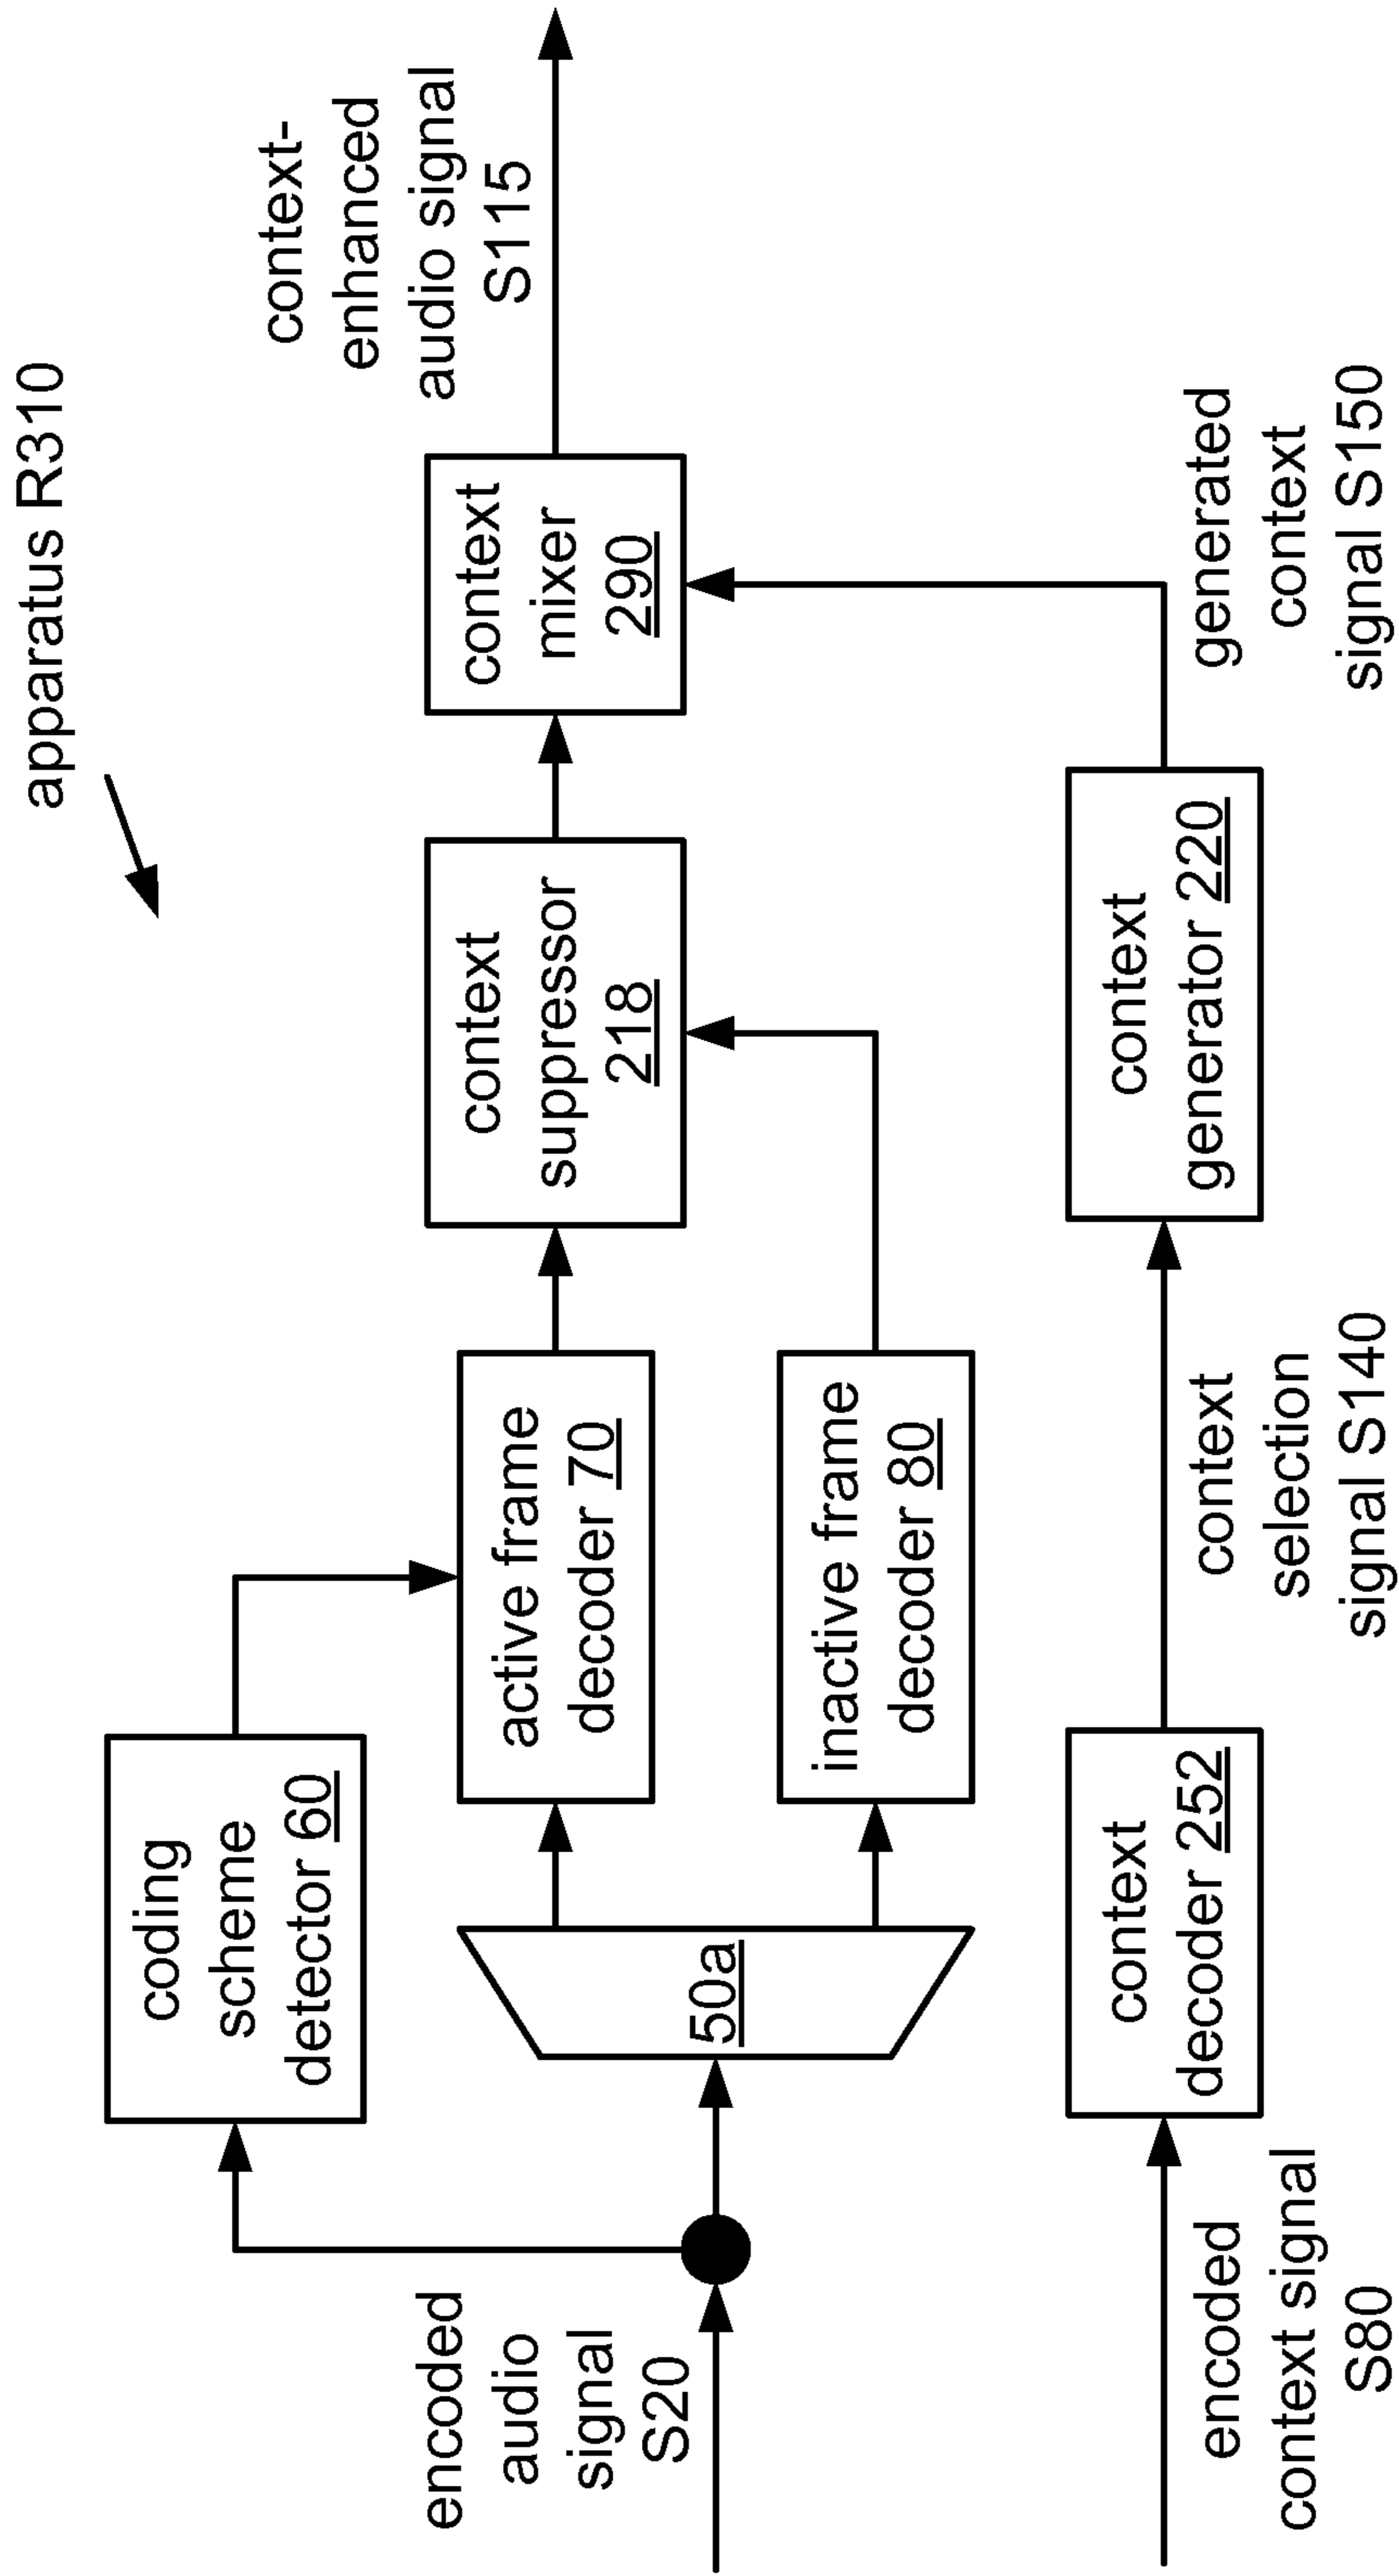 apparatus R310
encoded
audio
signal
S20
coding
scheme
detector 60
50a
active frame
decoder 70
inactive frame
decoder 80
context
suppressor
218
context
mixer
290
context-
enhanced
audio signal
S115
encoded
context signal
S80
context
decoder 252
context
selection
signal S140
context
generator 220
generated
context
signal S150